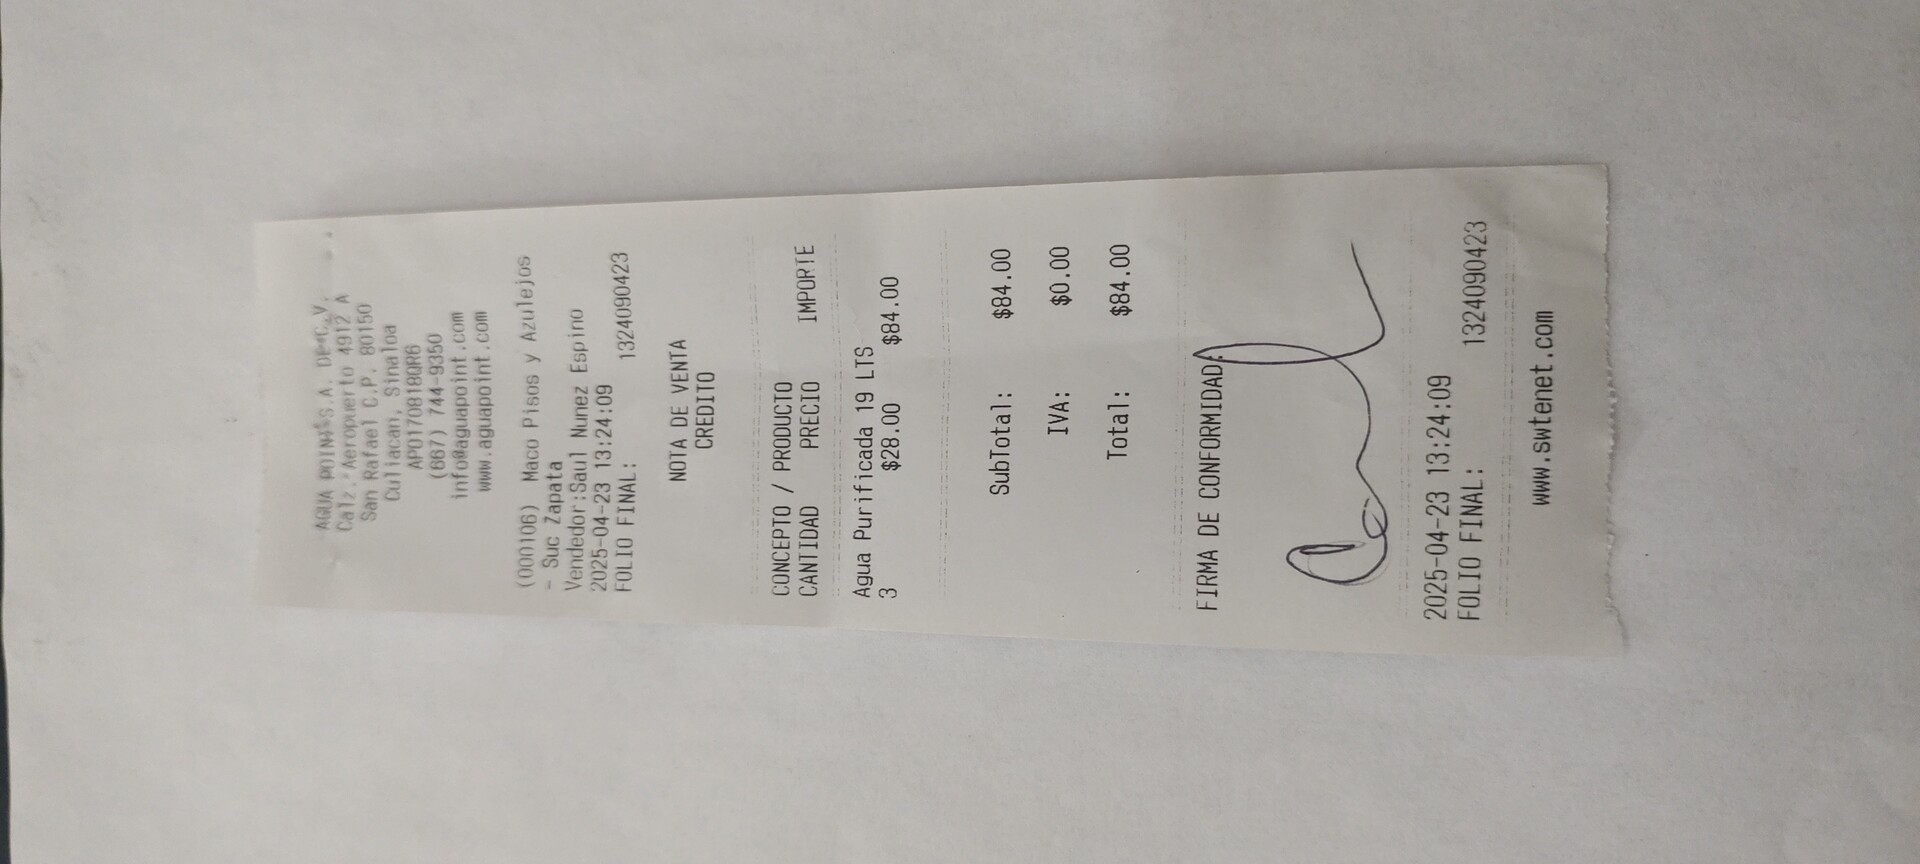 AGUA POINT S.A. DE C.V.
Calz. Aeropuerto 4912 A
San Rafael C.P. 80150
Culiacan, Sinaloa
APO170818QR6
(667) 744-9350
info@aguapoint.com
www.aguapoint.com
(000106) Maco Pisos y Azulejos
- Suc Zapata
Vendedor:Saul Nunez Espino
2025-04-23 13:24:09
FOLIO FINAL: 1324090423
NOTA DE VENTA
CREDITO
CONCEPTO / PRODUCTO
CANTIDAD PRECIO IMPORTE
Agua Purificada 19 LTS
3 $28.00 $84.00
SubTotal: $84.00
IVA: $0.00
Total: $84.00
FIRMA DE CONFORMIDAD:
2025-04-23 13:24:09
FOLIO FINAL: 1324090423
www.swtenet.com